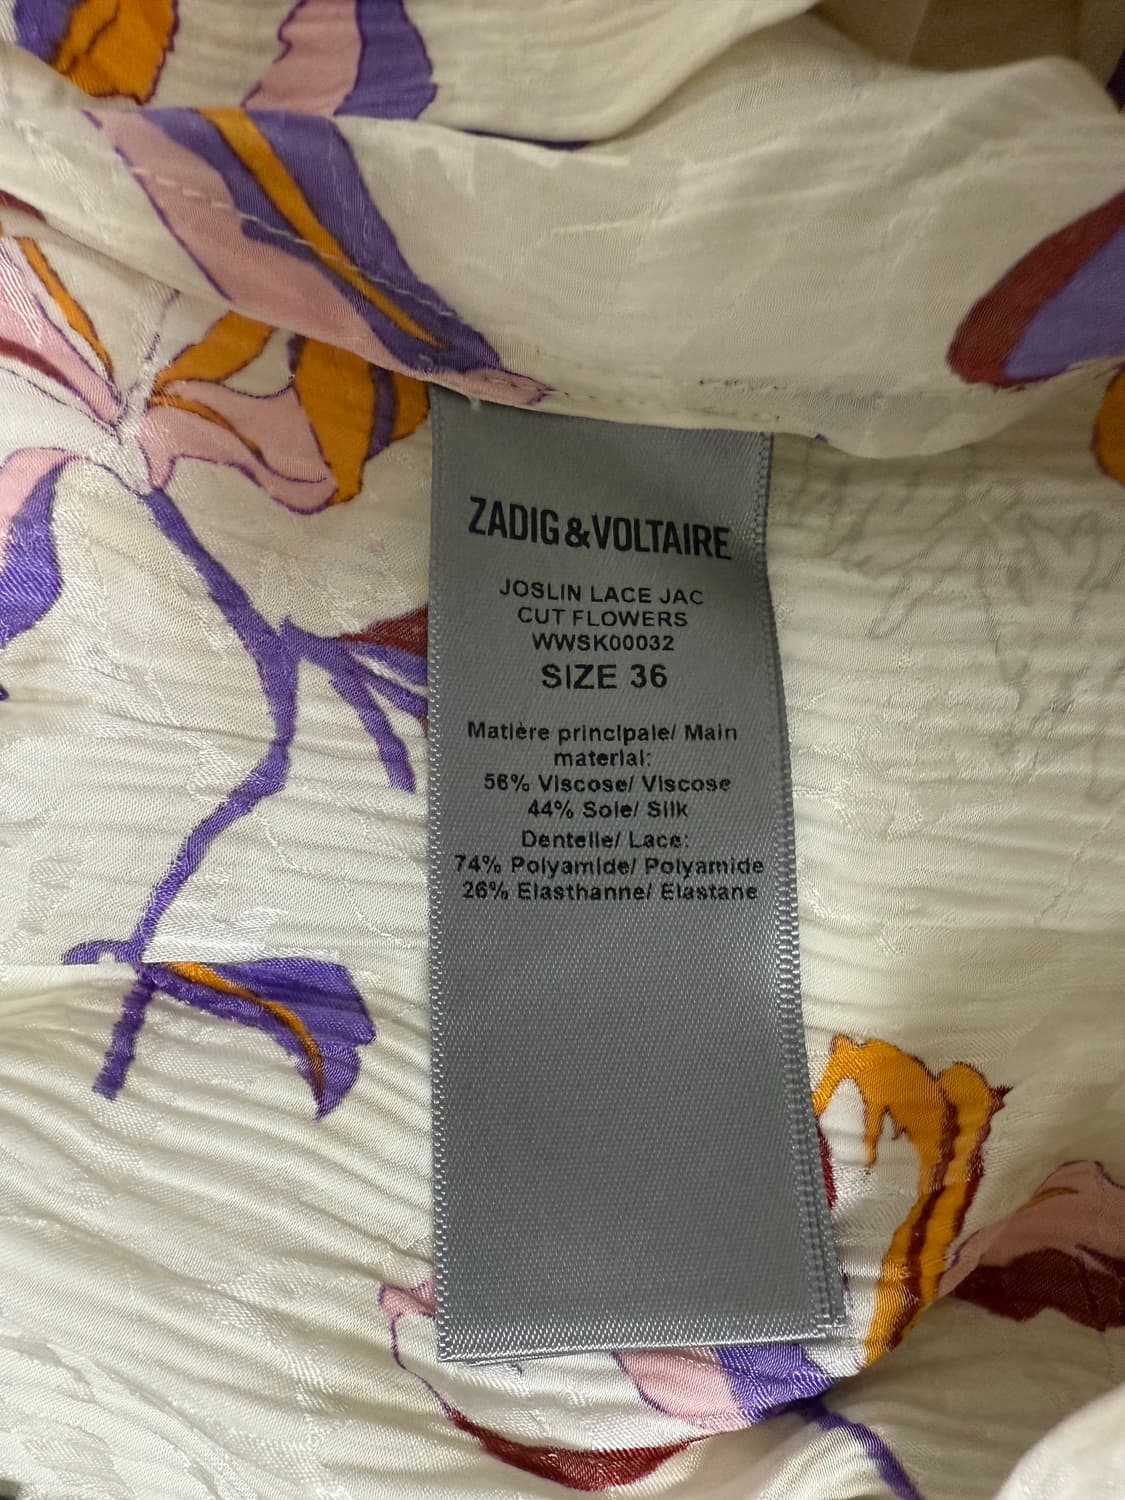 ZADIG&VOLTAIRE
JOSLIN LACE JAC
CUT FLOWERS
WWSK00032
SIZE 36
Matière principale/ Main
material:
56% Viscose/ Viscose
44% Soie/ Silk
Dentelle/ Lace:
74% Polyamide/ Polyamide
26% Elasthanne/ Elastane